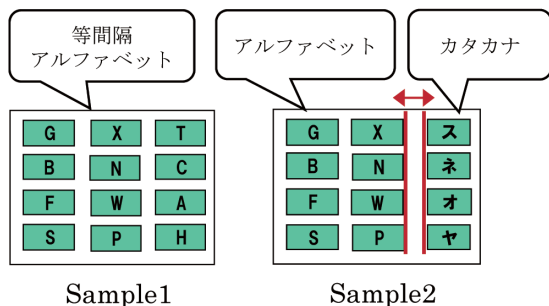 等間隔
アルファベット
アルファベット
カタカナ
G X T
B N C
F W A
S P H
G X ス
B N ネ
F W オ
S P ヤ
Sample1
Sample2